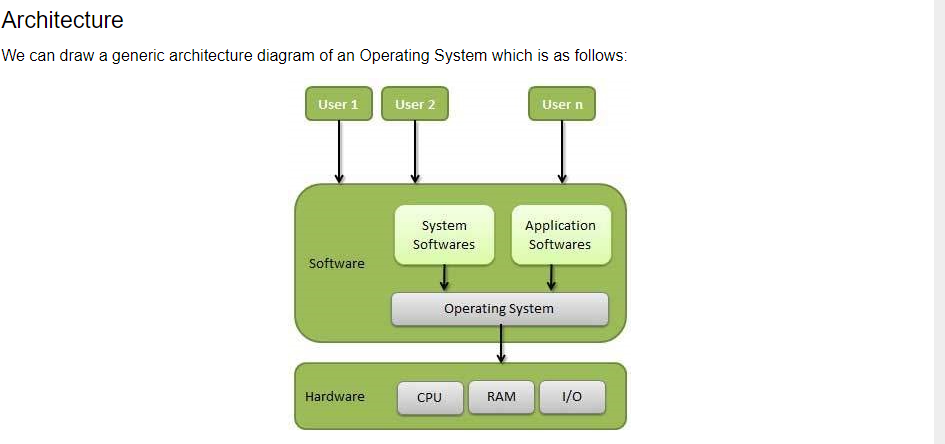 Architecture
We can draw a generic architecture diagram of an Operating System which is as follows:
User 1
User 2
User n
System
Softwares
Application
Softwares
Software
Operating System
Hardware
CPU
RAM
I/O